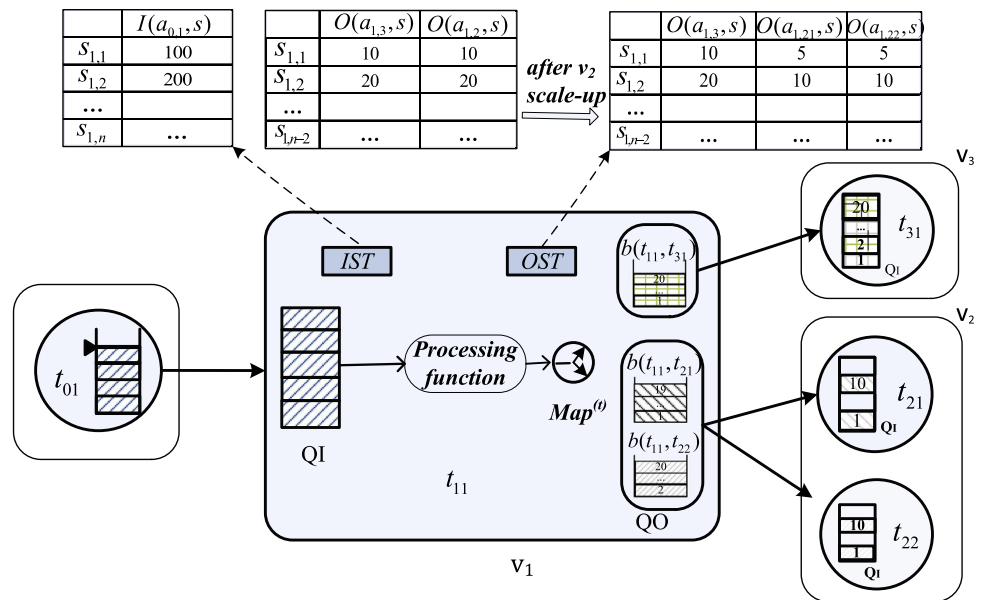 I(a0,1,s)
S1,1 100
S1,2 200
...
S1,n ...
O(a1,3,s) O(a1,2,s)
S1,1 10 10
S1,2 20 20
...
S1,n-2 ... ...
after v2
scale-up
O(a1,3,s) O(a1,21,s) O(a1,22,s)
S1,1 10 5 5
S1,2 20 10 10
...
S1,n-2 ... ...
V3
IST
OST
b(t11,t31)
20
...
1
20
...
2
1
QI
t31
V2
t01
Processing
function
Map(t)
QI
t11
b(t11,t21)
19
...
1
b(t11,t22)
20
...
2
QO
10
1
QI
t21
10
1
QI
t22
V1